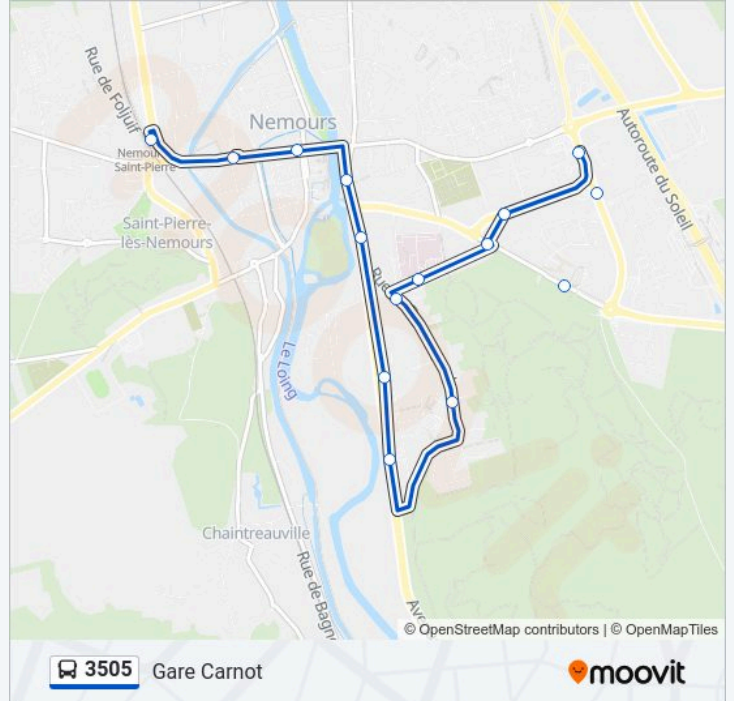 Rue de Foljuif
Nemours
Autoroute du Soleil
Nemours
Saint-Pierre
Saint-Pierre-
lès-Nemours
Rue
Le Loing
Chaintreauville
Rue de Bagn
Ave
© OpenStreetMap contributors | © OpenMapTiles
3505 Gare Carnot moovit